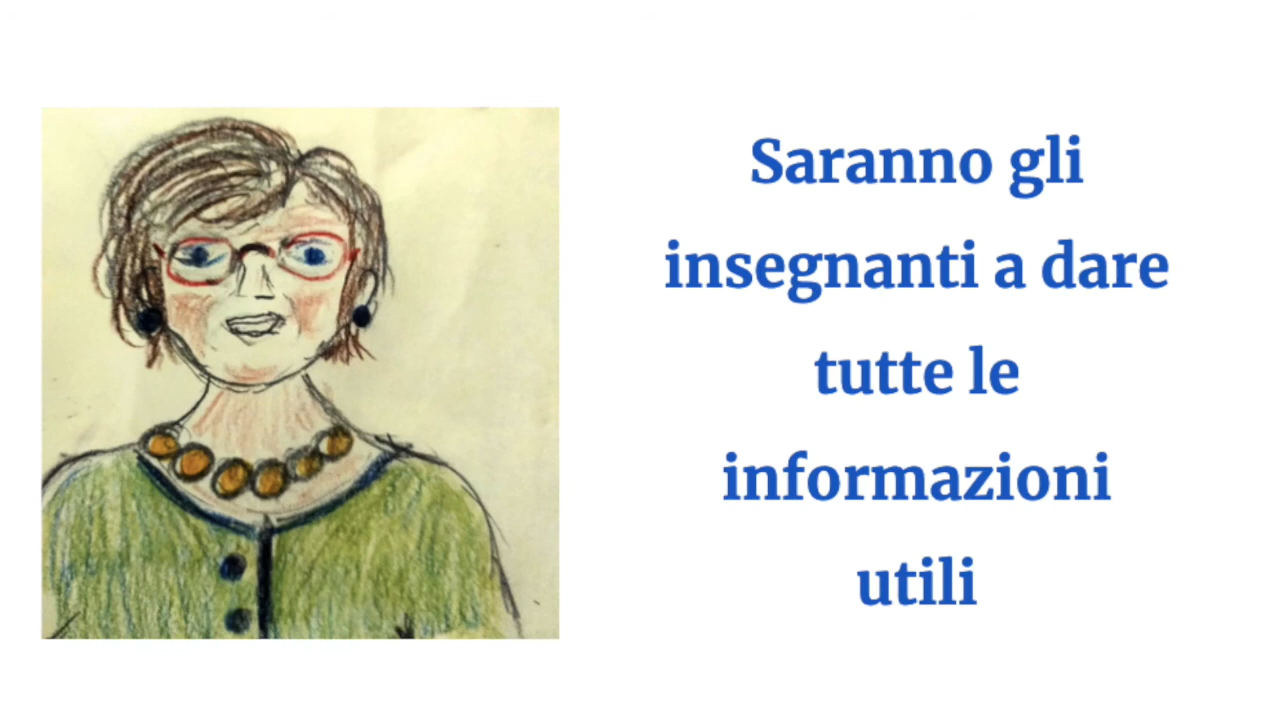 Saranno gli
insegnanti a dare
tutte le
informazioni
utili